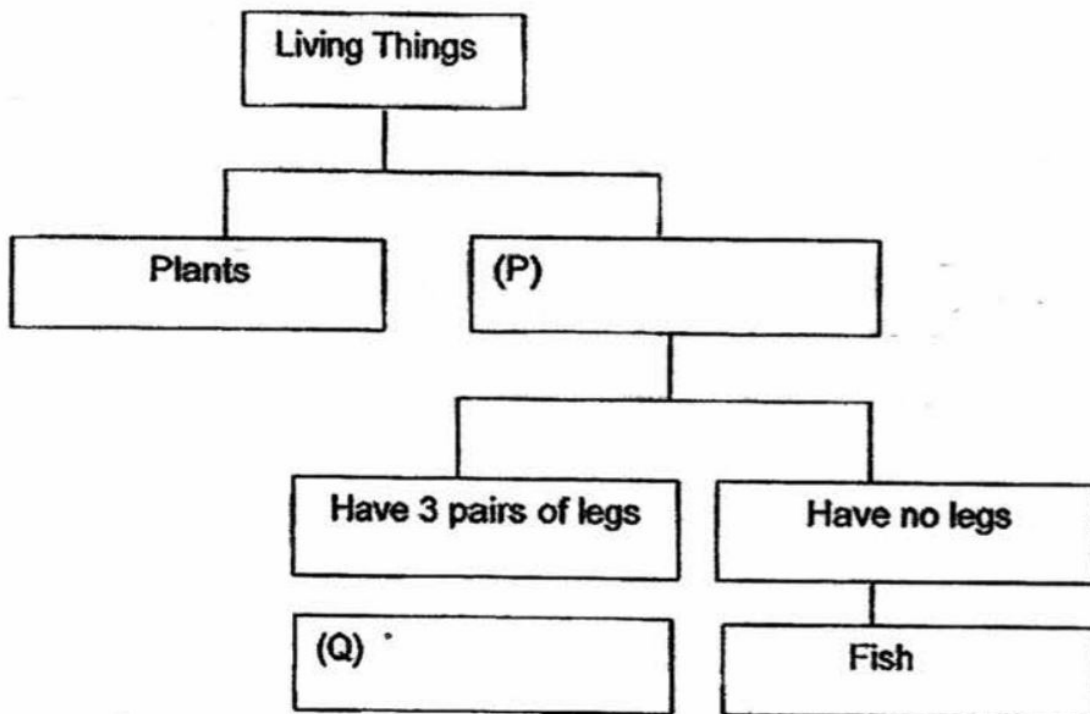 Living Things
Plants
(P)
Have 3 pairs of legs
Have no legs
(Q)
Fish